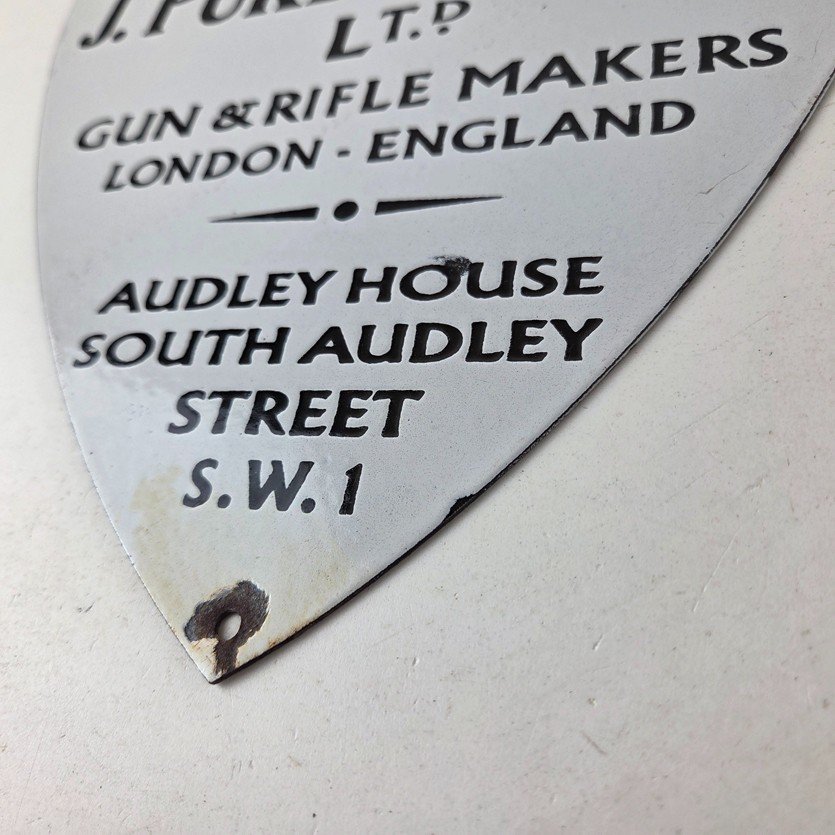 J.
LT.D
GUN & RIFLE MAKERS
LONDON - ENGLAND
AUDLEY HOUSE
SOUTH AUDLEY
STREET
S.W.1